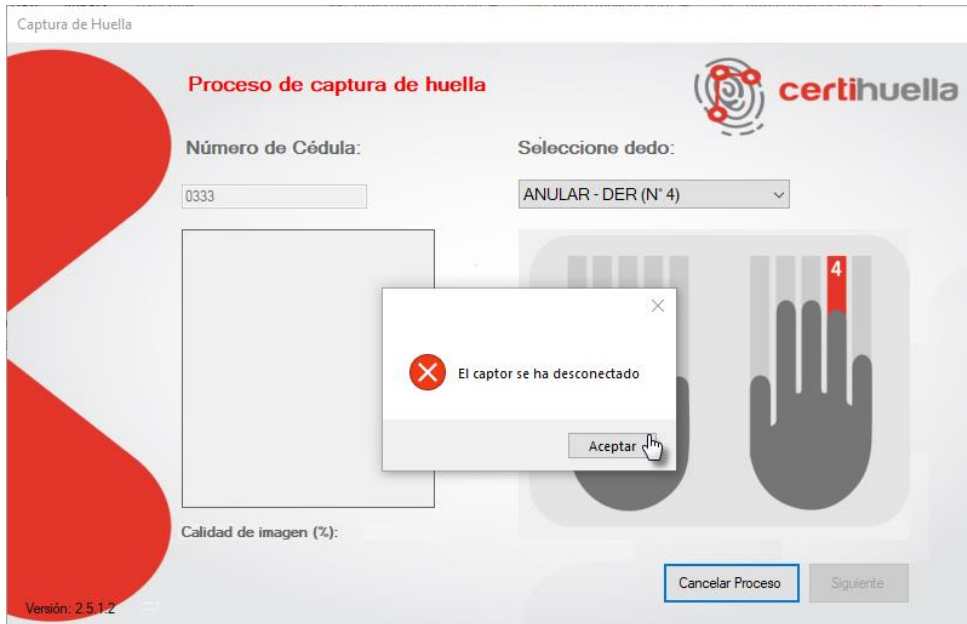 Captura de Huella
Proceso de captura de huella
certihuella
Número de Cédula:
Seleccione dedo:
0333
ANULAR - DER (N° 4)
4
El captor se ha desconectado
Aceptar
Calidad de imagen (%):
Cancelar Proceso
Siguiente
Versión: 2.5.1.2